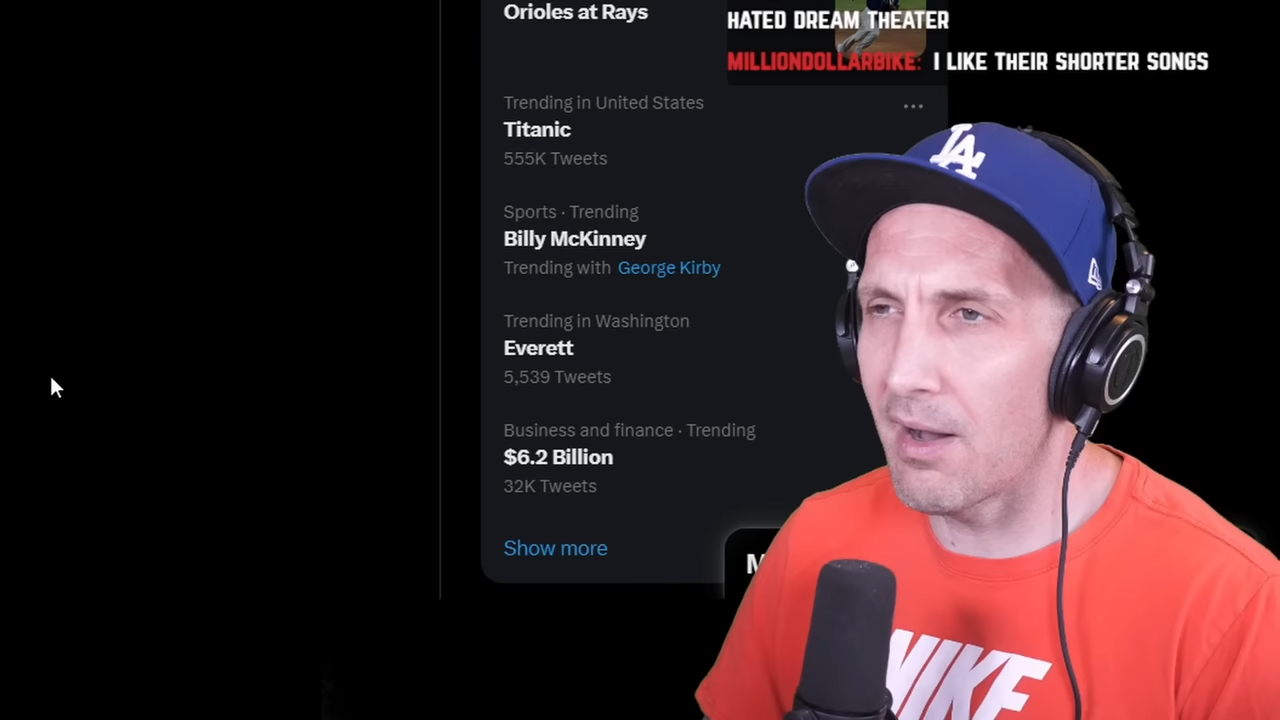 Orioles at Rays
HATED DREAM THEATER
MILLIONDOLLARBIKE: I LIKE THEIR SHORTER SONGS
Trending in United States
Titanic
555K Tweets
Sports · Trending
Billy McKinney
Trending with George Kirby
Trending in Washington
Everett
5,539 Tweets
Business and finance · Trending
$6.2 Billion
32K Tweets
Show more
M
LA
NIKE